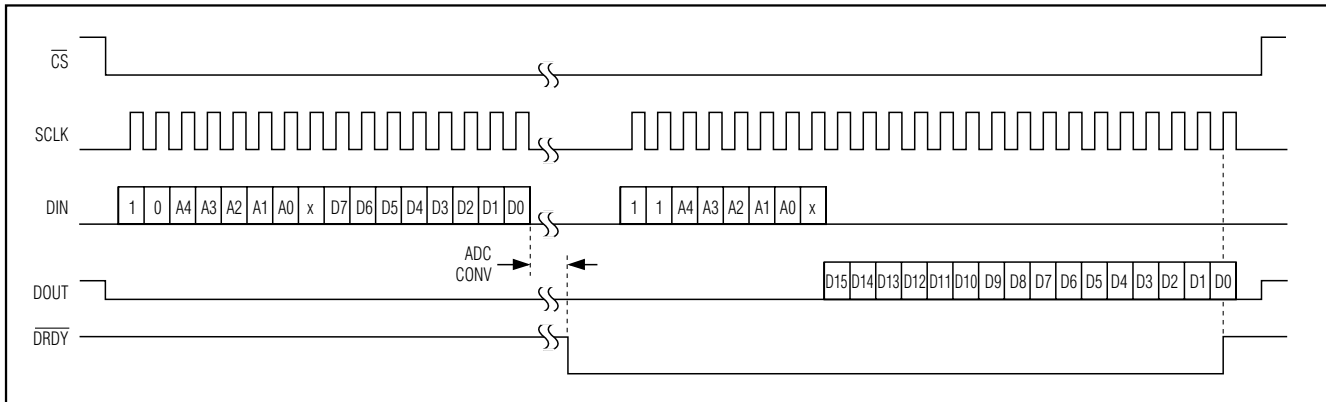 CS
SCLK
DIN
1 0 A4 A3 A2 A1 A0 x D7 D6 D5 D4 D3 D2 D1 D0
1 1 A4 A3 A2 A1 A0 x
ADC
CONV
DOUT
D15 D14 D13 D12 D11 D10 D9 D8 D7 D6 D5 D4 D3 D2 D1 D0
DRDY